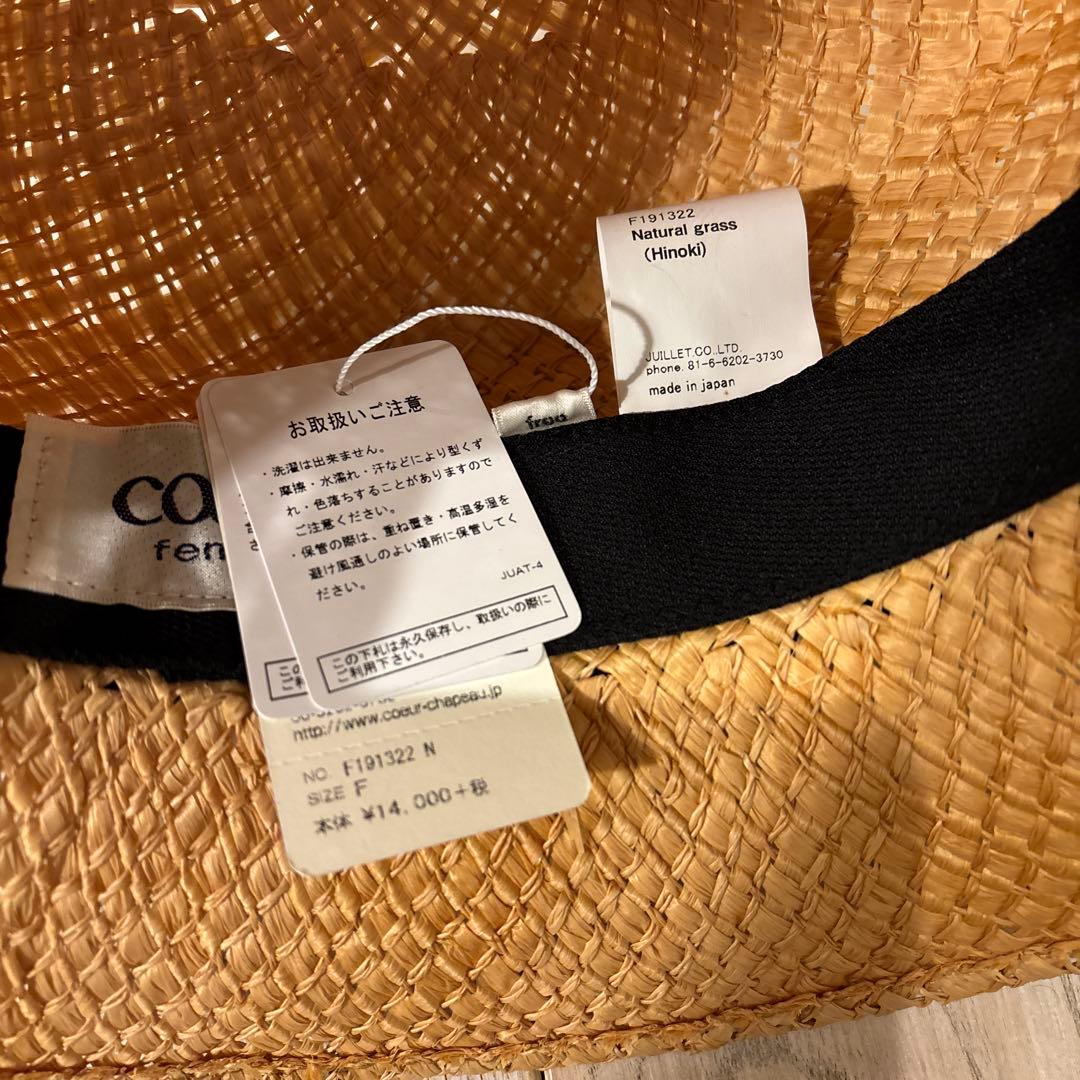 F191322
Natural grass
(Hinoki)
JUILLET.CO.,LTD.
phone. 81-6-6202-3730
made in japan
free
お取扱いご注意
・洗濯は出来ません。
・摩擦・水濡れ・汗などにより型くず
れ・色落ちすることがありますので
ご注意ください。
・保管の際は、重ね置き・高温多湿を
避け風通しのよい場所に保管してく
ださい。
JUAT-4
この下札は永久保存し、取扱いの際に
ご利用下さい。
http://www.coeur-chapeau.jp
NO. F191322 N
SIZE F
本体 ¥14,000+税